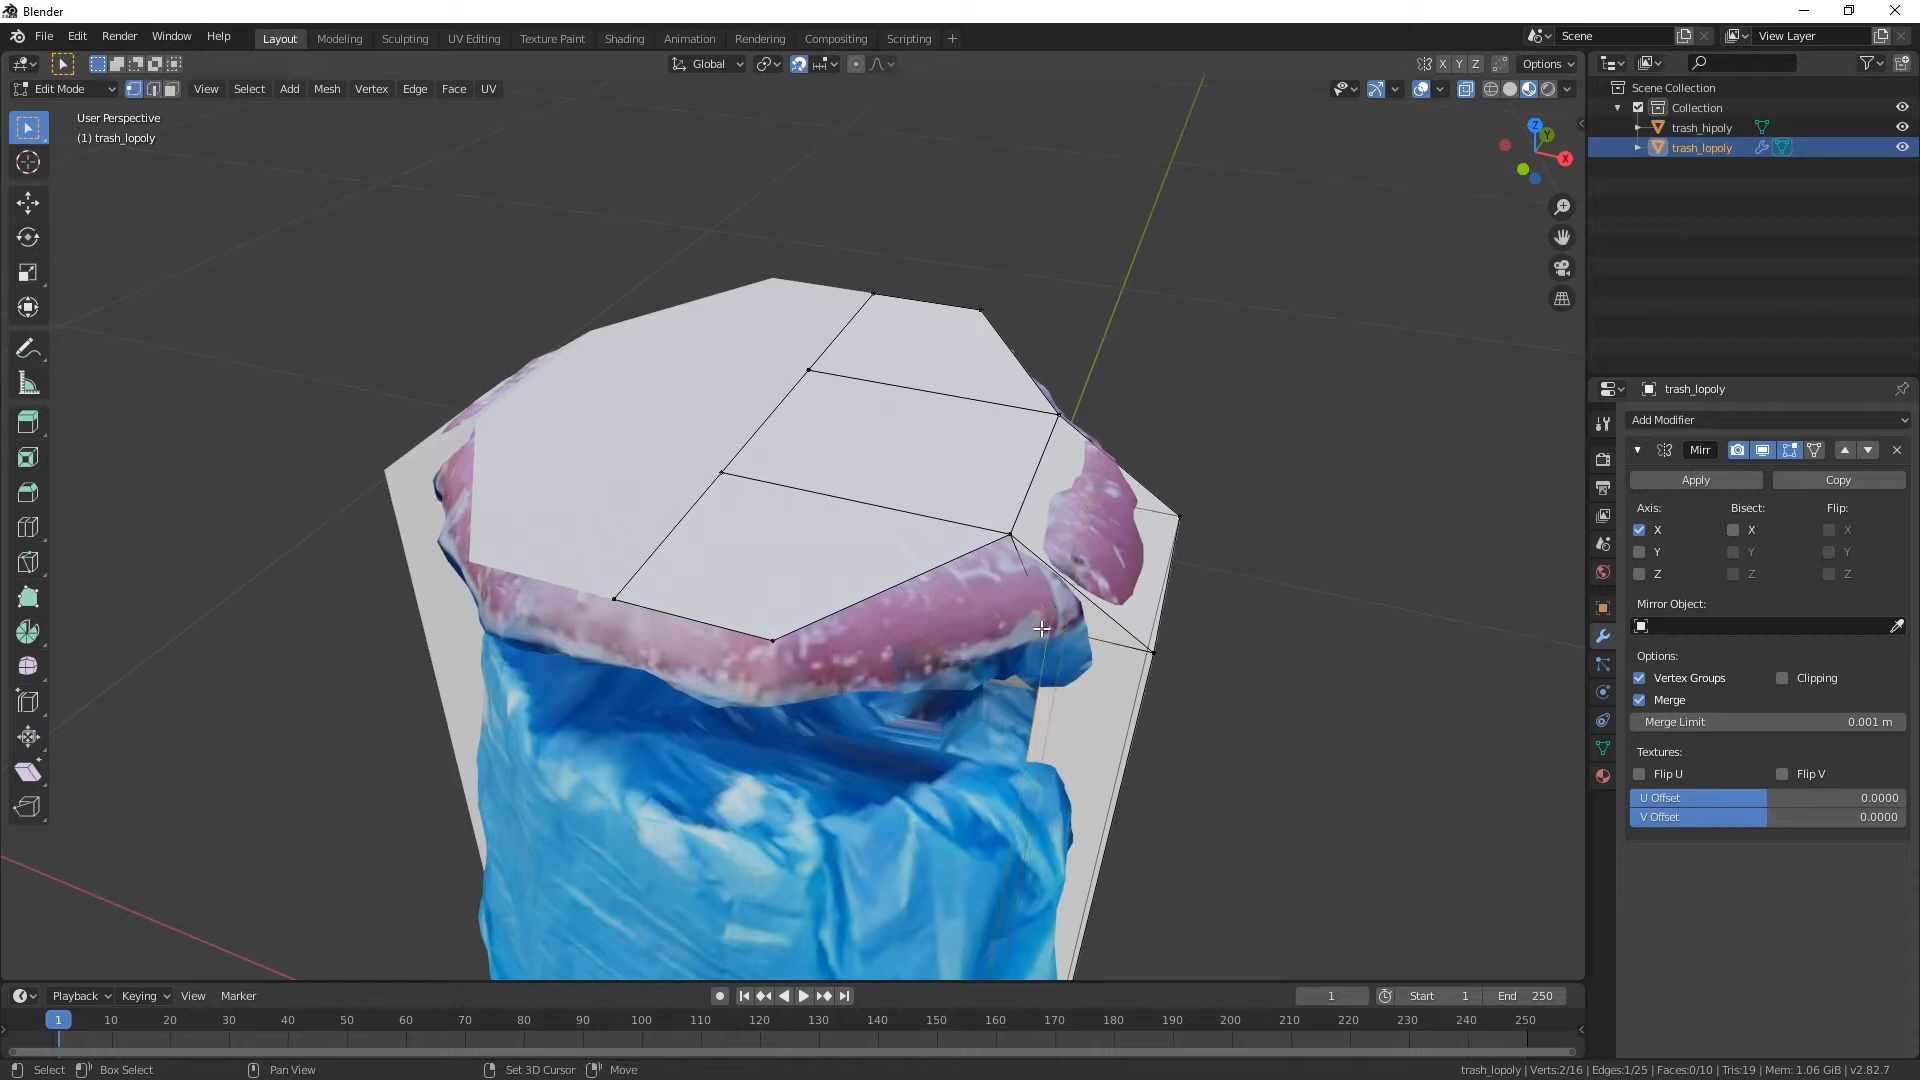 Blender
File Edit Render Window Help
Layout Modeling Sculpting UV Editing Texture Paint Shading Animation Rendering Compositing Scripting
Scene
View Layer
Global
X Y Z
Options
Edit Mode View Select Add Mesh Vertex Edge Face UV
User Perspective
(1) trash_lopoly
Z
Y
X
Scene Collection
Collection
trash_hipoly
trash_lopoly
trash_lopoly
Add Modifier
Mirr
Apply Copy
Axis: Bisect: Flip:
X X X
Y Y Y
Z Z Z
Mirror Object:
Options:
Vertex Groups Clipping
Merge
Merge Limit 0.001 m
Textures:
Flip U Flip V
U Offset 0.0000
V Offset 0.0000
Playback Keying View Marker
1 Start 1 End 250
1 10 20 30 40 50 60 70 80 90 100 110 120 130 140 150 160 170 180 190 200 210 220 230 240 250
Select Box Select Pan View Set 3D Cursor Move
trash_lopoly | Verts:2/16 | Edges:1/25 | Faces:0/10 | Tris:19 | Mem: 1.06 GiB | v2.82.7